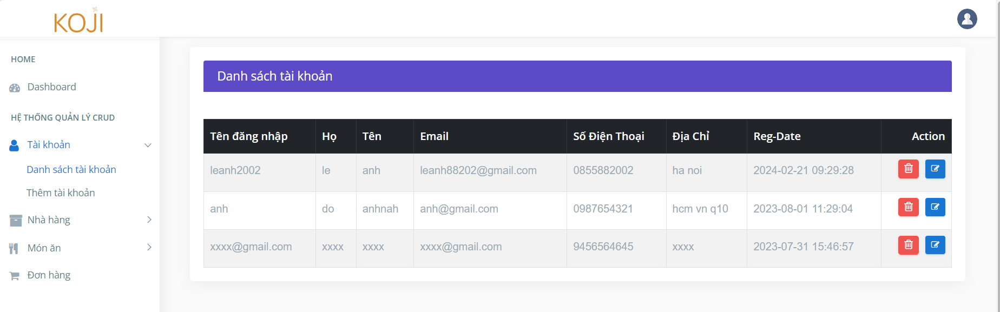 KOJI
HOME
Dashboard
HỆ THỐNG QUẢN LÝ CRUD
Tài khoản
Danh sách tài khoản
Thêm tài khoản
Nhà hàng
Món ăn
Đơn hàng
Danh sách tài khoản
Tên đăng nhập Họ Tên Email Số Điện Thoại Địa Chỉ Reg-Date Action
leanh2002 le anh leanh88202@gmail.com 0855882002 ha noi 2024-02-21 09:29:28
anh do anhnah anh@gmail.com 0987654321 hcm vn q10 2023-08-01 11:29:04
xxxx@gmail.com xxxx xxxx xxxx@gmail.com 9456564645 xxxx 2023-07-31 15:46:57